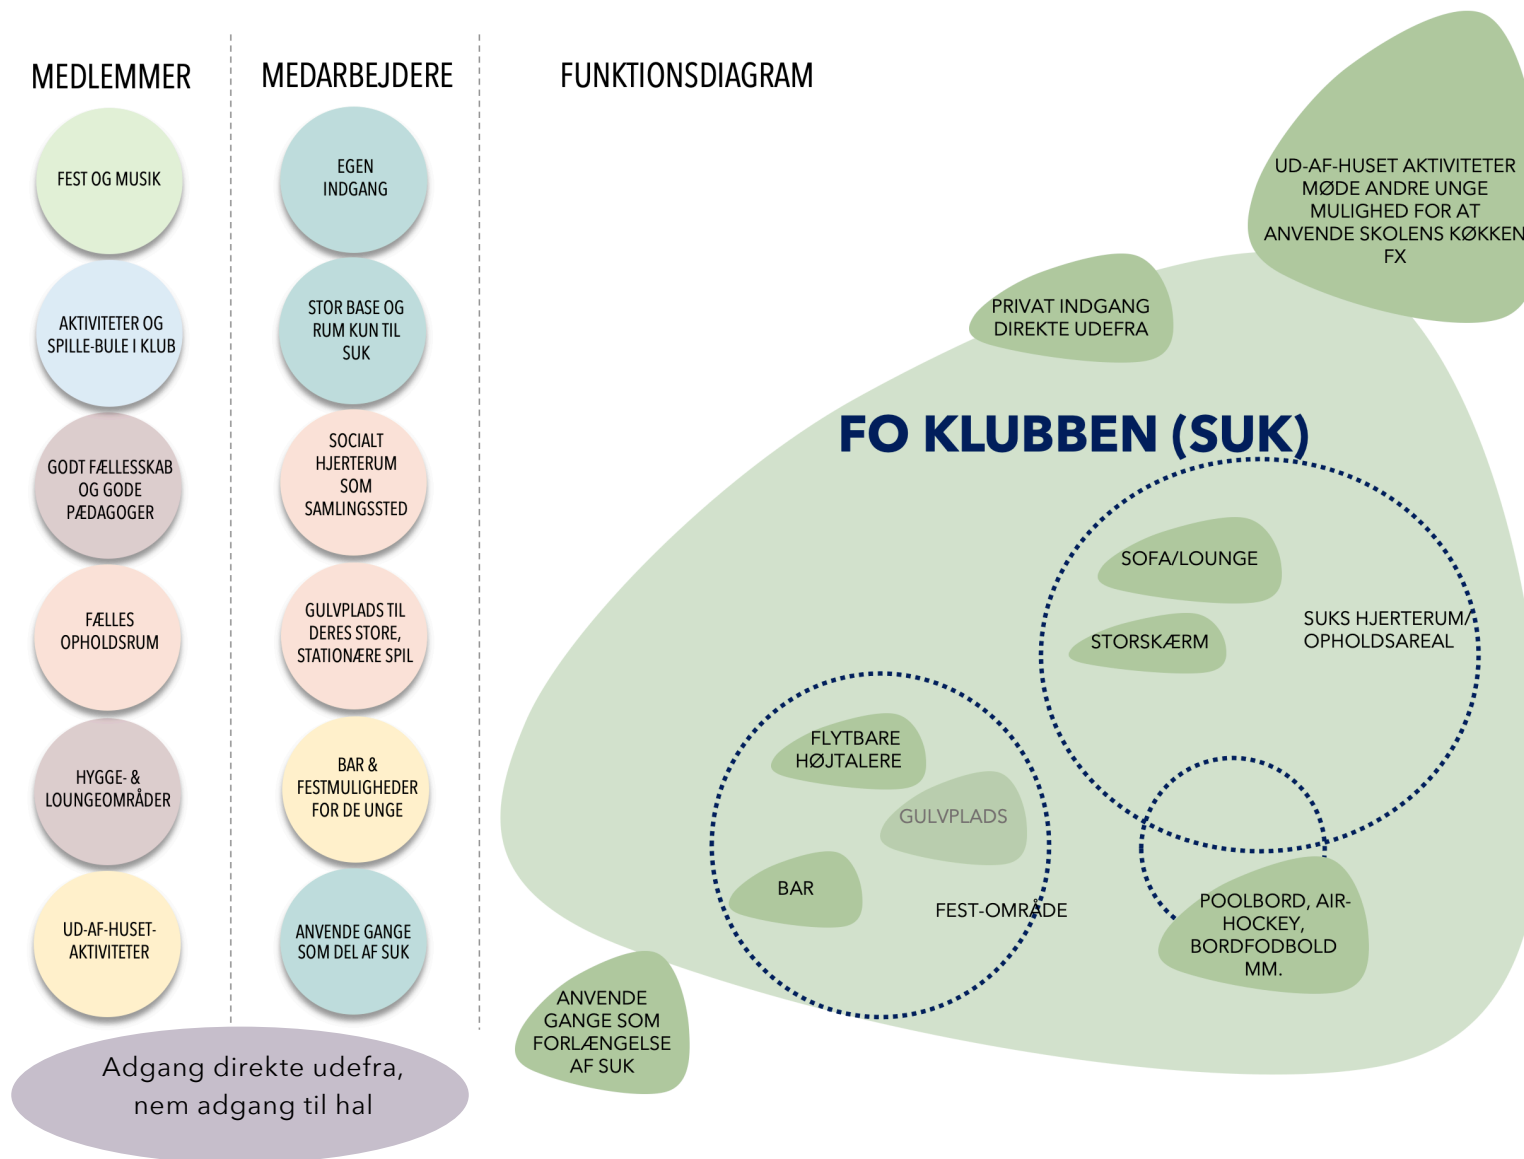 MEDLEMMER
FEST OG MUSIK
AKTIVITETER OG
SPILLE-BULE I KLUB
GODT FÆLLESSKAB
OG GODE
PÆDAGOGER
FÆLLES
OPHOLDSRUM
HYGGE- &
LOUNGEOMRÅDER
UD-AF-HUSET-
AKTIVITETER
MEDARBEJDERE
EGEN
INDGANG
STOR BASE OG
RUM KUN TIL
SUK
SOCIALT
HJERTERUM
SOM
SAMLINGSSTED
GULVPLADS TIL
DERES STORE,
STATIONÆRE SPIL
BAR &
FESTMULIGHEDER
FOR DE UNGE
ANVENDE GANGE
SOM DEL AF SUK
Adgang direkte udefra,
nem adgang til hal
FUNKTIONSDIAGRAM
UD-AF-HUSET AKTIVITETER
MØDE ANDRE UNGE
MULIGHED FOR AT
ANVENDE SKOLENS KØKKEN
FX
PRIVAT INDGANG
DIREKTE UDEFRA
FO KLUBBEN (SUK)
SOFA/LOUNGE
STORSKÆRM
SUKS HJERTERUM/
OPHOLDSAREAL
FLYTBARE
HØJTALERE
GULVPLADS
BAR
FEST-OMRÅDE
POOLBORD, AIR-
HOCKEY,
BORDFODBOLD
MM.
ANVENDE
GANGE SOM
FORLÆNGELSE
AF SUK